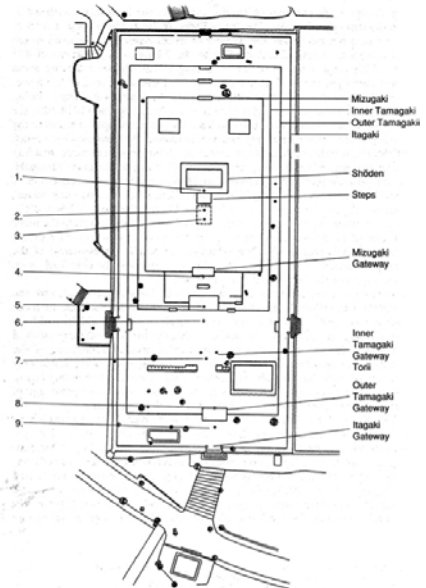 Mizugaki
Inner Tamagaki
Outer Tamagakii
Itagaki
1.
Shōden
Steps
2.
3.
Mizugaki
Gateway
4.
5.
6.
Inner
Tamagaki
Gateway
Torii
7.
Outer
Tamagaki
Gateway
8.
9.
Itagaki
Gateway